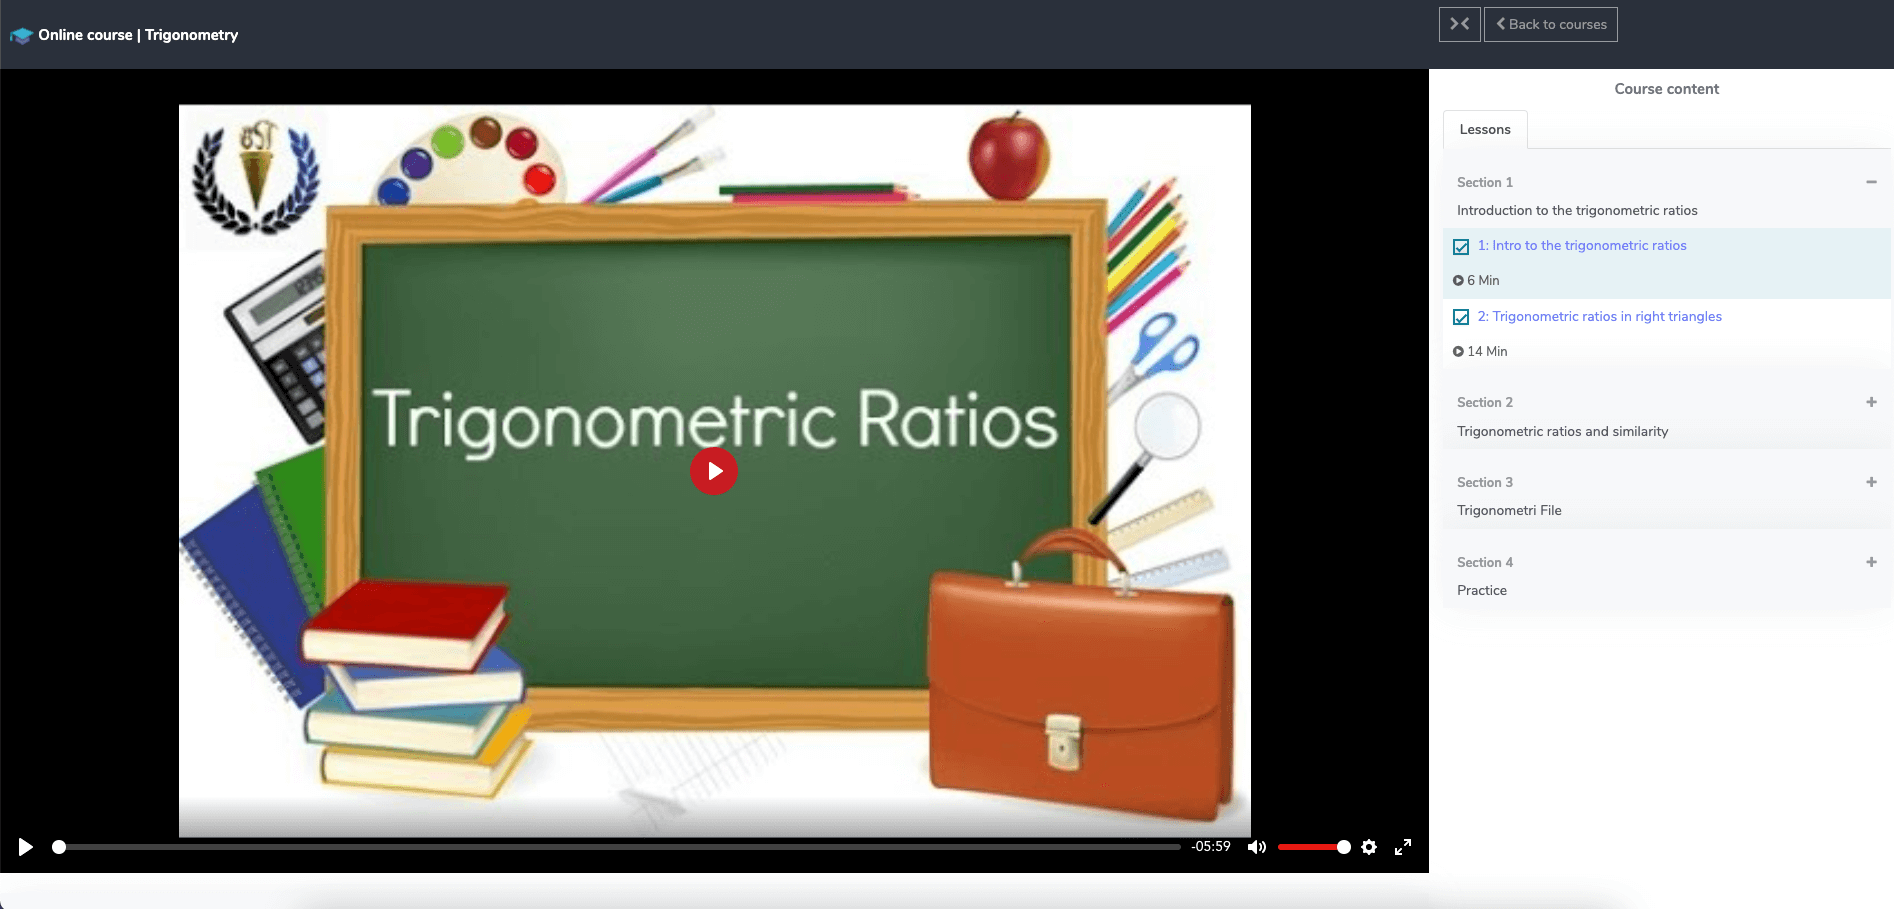 Online course | Trigonometry
Back to courses
Course content
Lessons
Section 1
Introduction to the trigonometric ratios
1: Intro to the trigonometric ratios
6 Min
2: Trigonometric ratios in right triangles
14 Min
Section 2
Trigonometric ratios and similarity
Section 3
Trigonometri File
Section 4
Practice
Trigonometric Ratios
-05:59